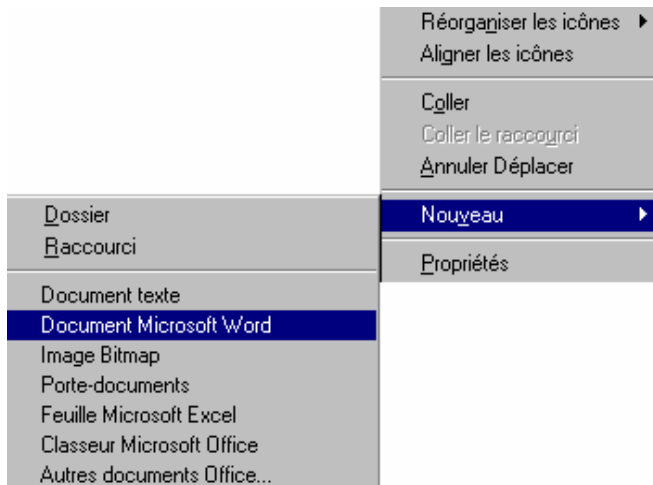 Réorganiser les icônes
Aligner les icônes
Coller
Coller le raccourci
Annuler Déplacer
Nouveau
Propriétés
Dossier
Raccourci
Document texte
Document Microsoft Word
Image Bitmap
Porte-documents
Feuille Microsoft Excel
Classeur Microsoft Office
Autres documents Office...